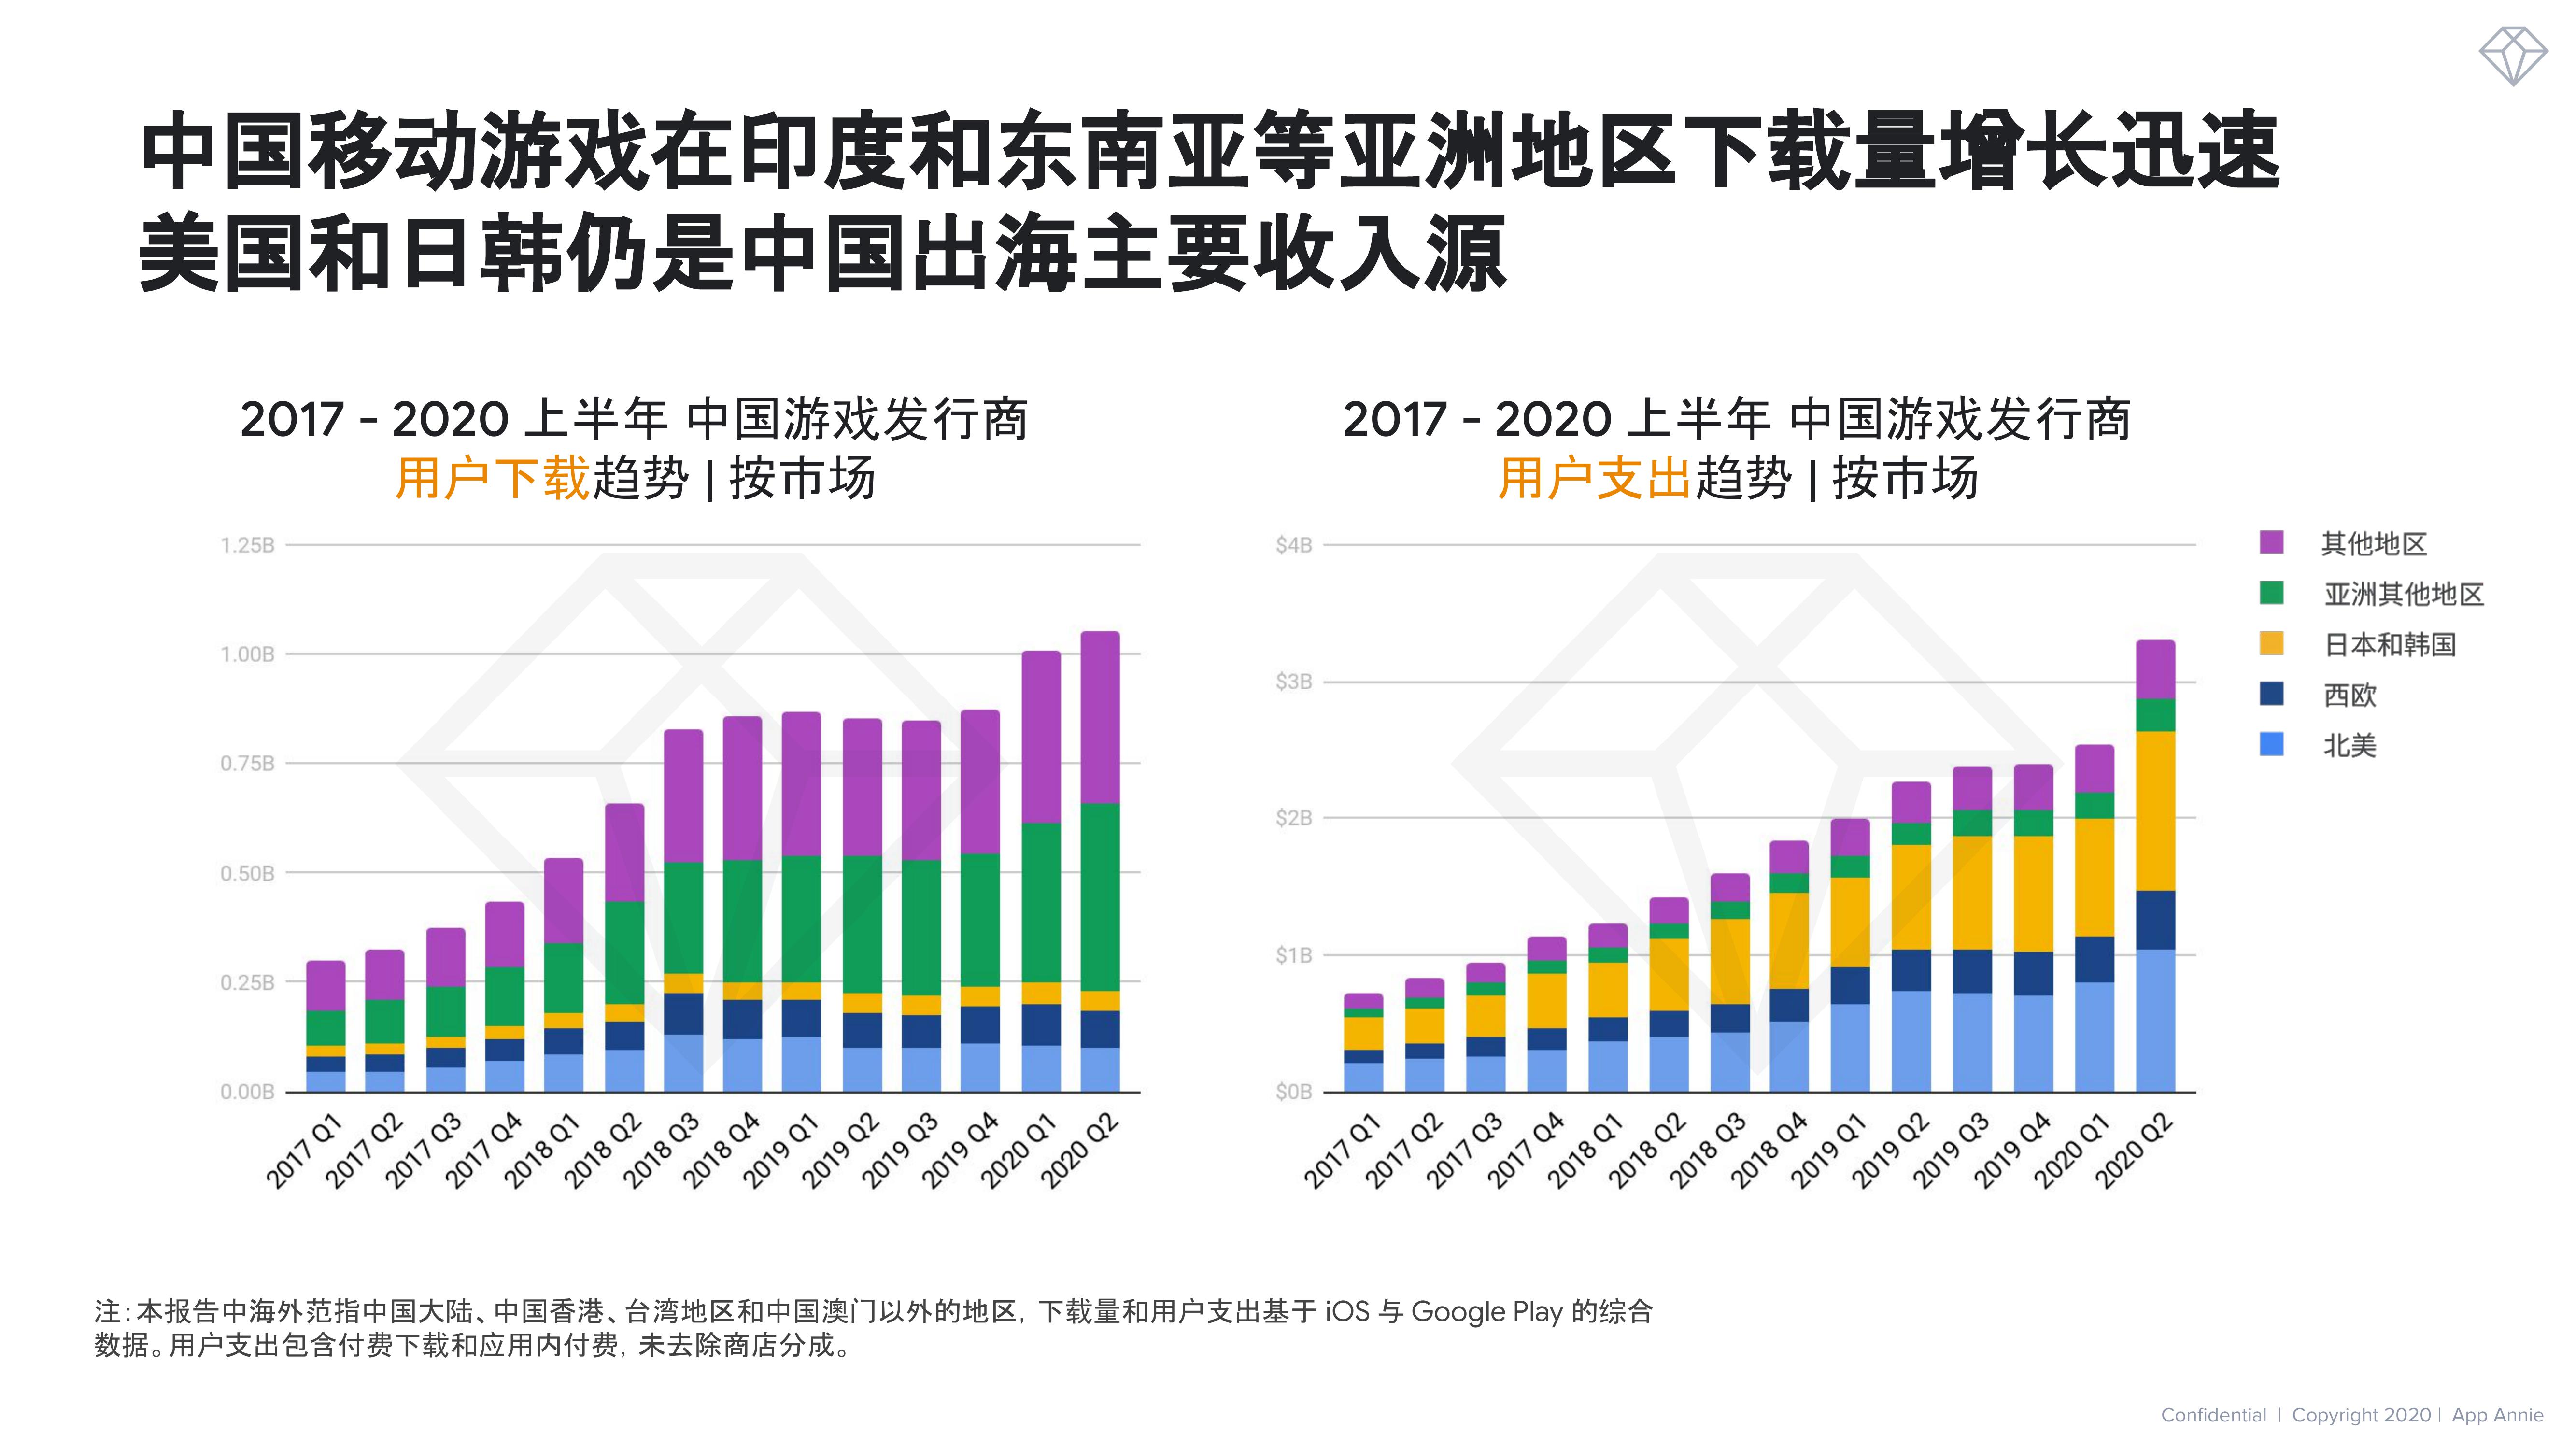 中国移动游戏在印度和东南亚等亚洲地区下载量增长迅速
美国和日韩仍是中国出海主要收入源
2017 - 2020 上半年 中国游戏发行商
用户下载趋势 | 按市场
1.25B
1.00B
0.75B
0.50B
0.25B
0.00B
2017 Q1
2017 Q2
2017 Q3
2017 Q4
2018 Q1
2018 Q2
2018 Q3
2018 Q4
2019 Q1
2019 Q2
2019 Q3
2019 Q4
2020 Q1
2020 Q2
2017 - 2020 上半年 中国游戏发行商
用户支出趋势 | 按市场
$4B
$3B
$2B
$1B
$0B
2017 Q1
2017 Q2
2017 Q3
2017 Q4
2018 Q1
2018 Q2
2018 Q3
2018 Q4
2019 Q1
2019 Q2
2019 Q3
2019 Q4
2020 Q1
2020 Q2
其他地区
亚洲其他地区
日本和韩国
西欧
北美
注：本报告中海外范指中国大陆、中国香港、台湾地区和中国澳门以外的地区，下载量和用户支出基于 iOS 与 Google Play 的综合
数据。用户支出包含付费下载和应用内付费，未去除商店分成。
Confidential | Copyright 2020 | App Annie